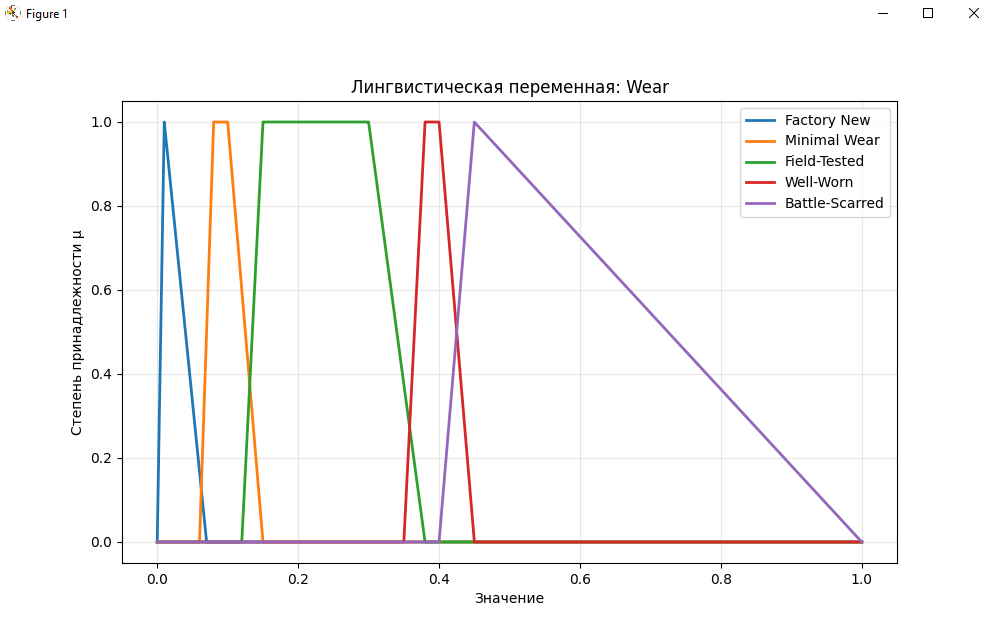 Figure 1
Лингвистическая переменная: Wear
Степень принадлежности μ
1.0
0.8
0.6
0.4
0.2
0.0
Factory New
Minimal Wear
Field-Tested
Well-Worn
Battle-Scarred
0.0 0.2 0.4 0.6 0.8 1.0
Значение